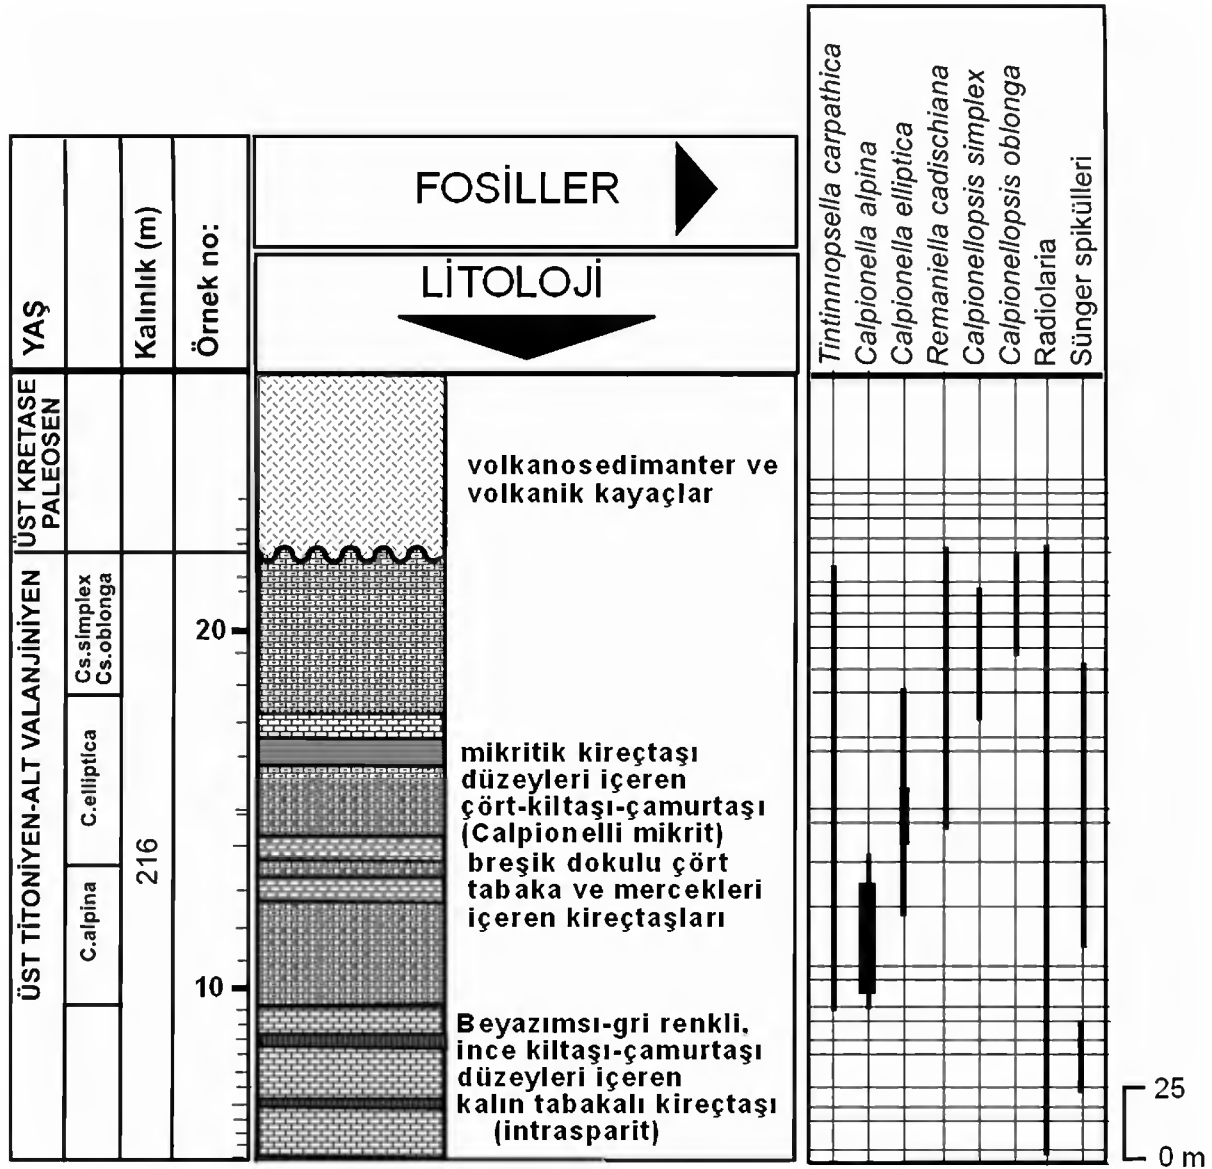 YAŞ
Kalınlık (m)
Örnek no:
FOSİLLER
LİTOLOJİ
Tintinniopsella carpathica
Calpionella alpina
Calpionella elliptica
Remaniella cadischiana
Calpionellopsis simplex
Calpionellopsis oblonga
Radiolaria
Sünger spikülleri
ÜST KRETASE
PALEOSEN
ÜST TİTONİYEN-ALT VALANJİNİYEN
Cs.simplex
Cs.oblonga
C.elliptica
C.alpina
216
20
10
volkanosedimanter ve
volkanik kayaçlar
mikritik kireçtaşı
düzeyleri içeren
çört-kiltaşı-çamurtaşı
(Calpionelli mikrit)
breşik dokulu çört
tabaka ve mercekleri
içeren kireçtaşları
Beyazımsı-gri renkli,
ince kiltaşı-çamurtaşı
düzeyleri içeren
kalın tabakalı kireçtaşı
(intrasparit)
25
0 m